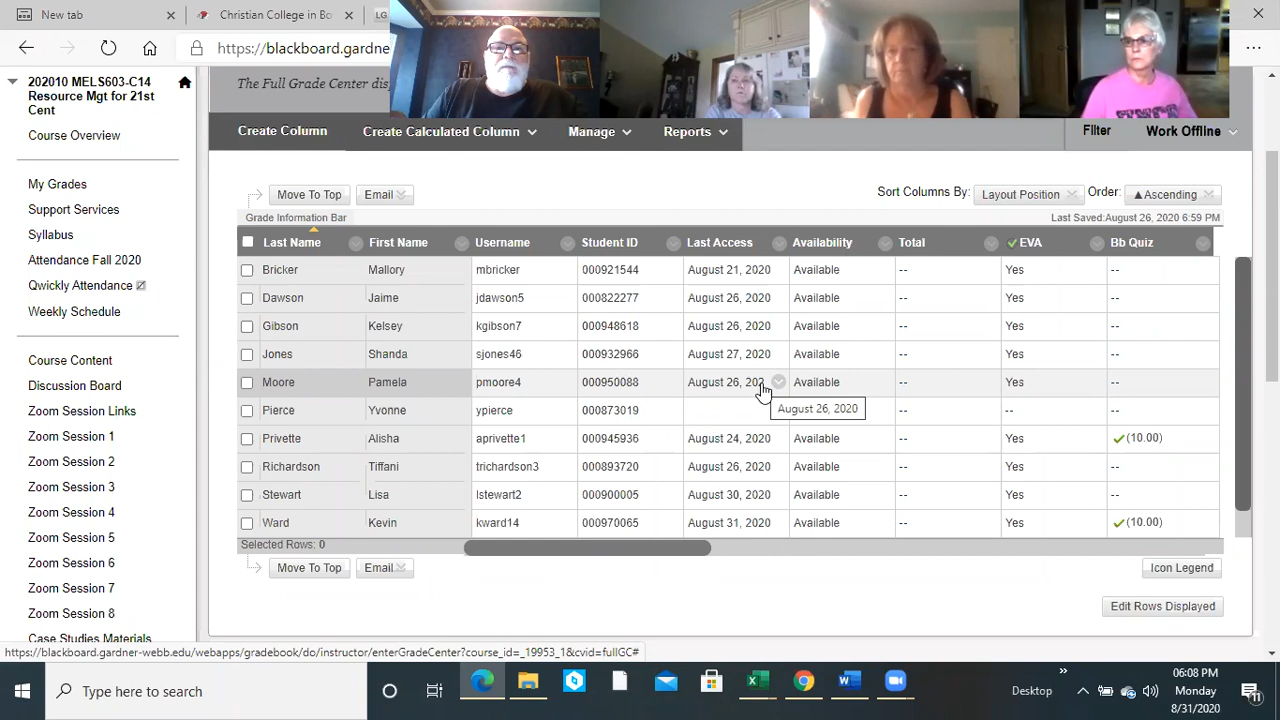 New tab
Christian College in Bo
LG
https://blackboard.gardne
202010 MELS603-C14
Resource Mgt for 21st
Cent
Course Overview
My Grades
Support Services
Syllabus
Attendance Fall 2020
Qwickly Attendance
Weekly Schedule
Course Content
Discussion Board
Zoom Session Links
Zoom Session 1
Zoom Session 2
Zoom Session 3
Zoom Session 4
Zoom Session 5
Zoom Session 6
Zoom Session 7
Zoom Session 8
Case Studies Materials
The Full Grade Center dis
Create Column Create Calculated Column Manage Reports Filter Work Offline
Move To Top Email Sort Columns By: Layout Position Order: ▲Ascending
Grade Information Bar Last Saved:August 26, 2020 6:59 PM
Last Name First Name Username Student ID Last Access Availability Total EVA Bb Quiz
Bricker Mallory mbricker 000921544 August 21, 2020 Available -- Yes --
Dawson Jaime jdawson5 000822277 August 26, 2020 Available -- Yes --
Gibson Kelsey kgibson7 000948618 August 26, 2020 Available -- Yes --
Jones Shanda sjones46 000932966 August 27, 2020 Available -- Yes --
Moore Pamela pmoore4 000950088 August 26, 202 Available -- Yes --
August 26, 2020
Pierce Yvonne ypierce 000873019 -- -- --
Privette Alisha aprivette1 000945936 August 24, 2020 Available -- Yes (10.00)
Richardson Tiffani trichardson3 000893720 August 26, 2020 Available -- Yes --
Stewart Lisa lstewart2 000900005 August 30, 2020 Available -- Yes --
Ward Kevin kward14 000970065 August 31, 2020 Available -- Yes (10.00)
Selected Rows: 0
Move To Top Email Icon Legend
Edit Rows Displayed
https://blackboard.gardner-webb.edu/webapps/gradebook/do/instructor/enterGradeCenter?course_id=_19953_1&cvid=fullGC#
Type here to search
Desktop
06:08 PM
Monday
8/31/2020
11